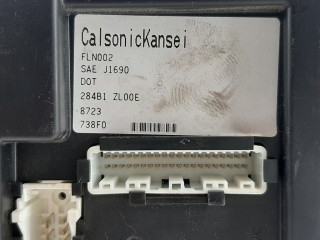 CalsonicKansei
FLN002
SAE J1690
DOT
284B1 ZL00E
8723
738F0